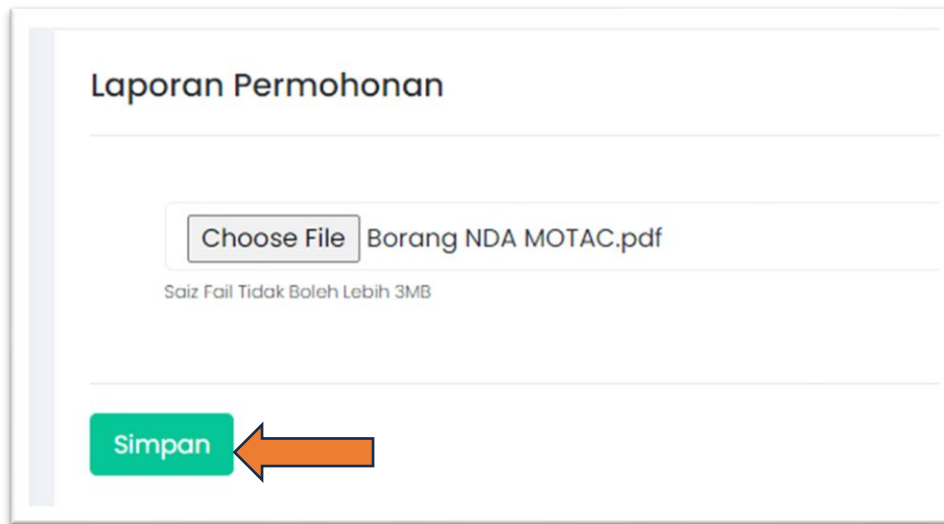 Laporan Permohonan
Choose File Borang NDA MOTAC.pdf
Saiz Fail Tidak Boleh Lebih 3MB
Simpan